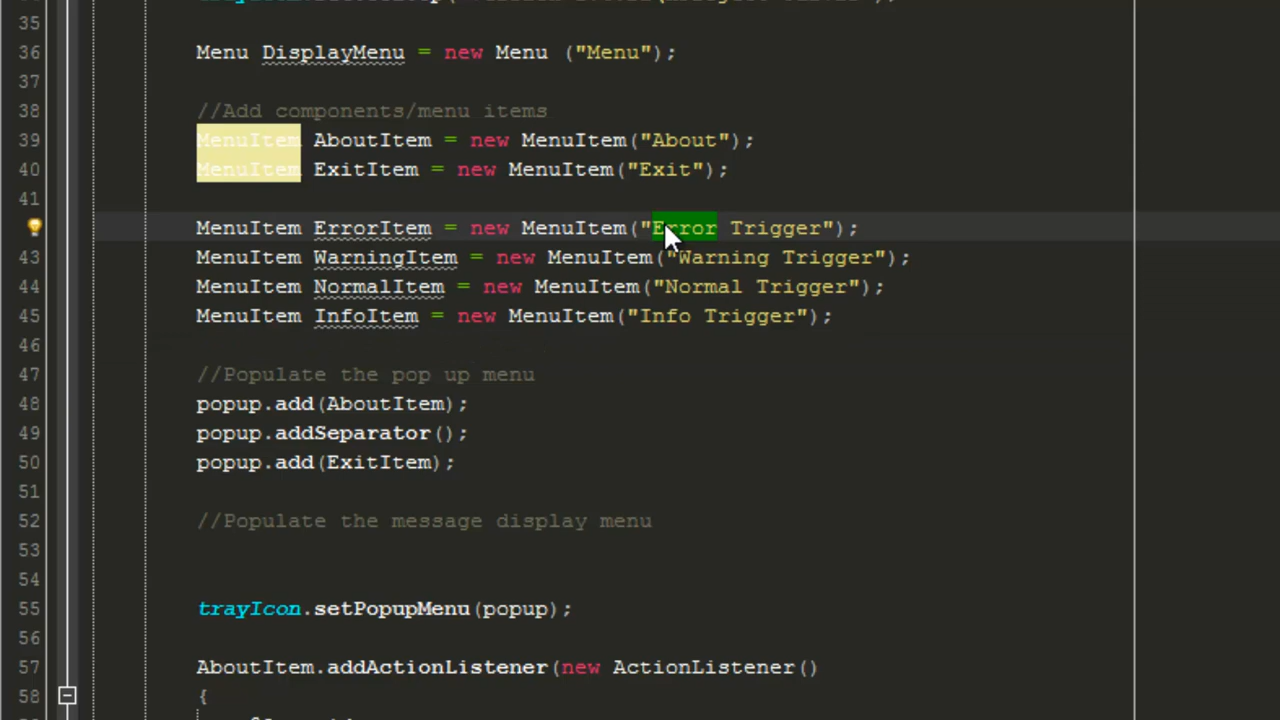 35
36 Menu DisplayMenu = new Menu ("Menu");
37
38 //Add components/menu items
39 MenuItem AboutItem = new MenuItem("About");
40 MenuItem ExitItem = new MenuItem("Exit");
41
MenuItem ErrorItem = new MenuItem("Error Trigger");
43 MenuItem WarningItem = new MenuItem("Warning Trigger");
44 MenuItem NormalItem = new MenuItem("Normal Trigger");
45 MenuItem InfoItem = new MenuItem("Info Trigger");
46
47 //Populate the pop up menu
48 popup.add(AboutItem);
49 popup.addSeparator();
50 popup.add(ExitItem);
51
52 //Populate the message display menu
53
54
55 trayIcon.setPopupMenu(popup);
56
57 AboutItem.addActionListener(new ActionListener()
58 {